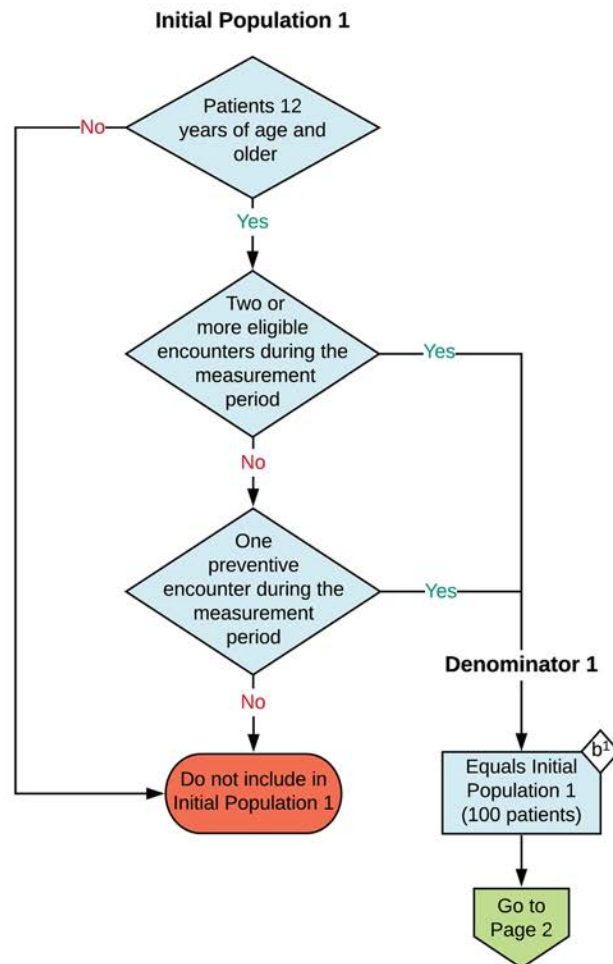 Initial Population 1
Patients 12
years of age and
older
No
Yes
Two or
more eligible
encounters during the
measurement
period
Yes
No
One
preventive
encounter during the
measurement
period
Yes
No
Denominator 1
Do not include in
Initial Population 1
b¹
Equals Initial
Population 1
(100 patients)
Go to
Page 2